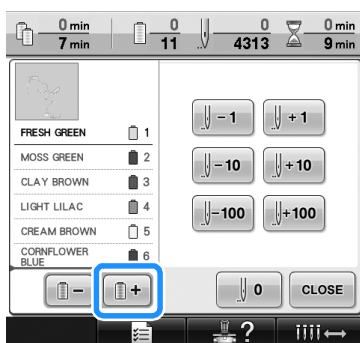 0 min 0 0 0 min
7 min 11 4313 9 min
FRESH GREEN 1
MOSS GREEN 2
CLAY BROWN 3
LIGHT LILAC 4
CREAM BROWN 5
CORNFLOWER
BLUE 6
-1 +1
-10 +10
-100 +100
- + 0 CLOSE
?